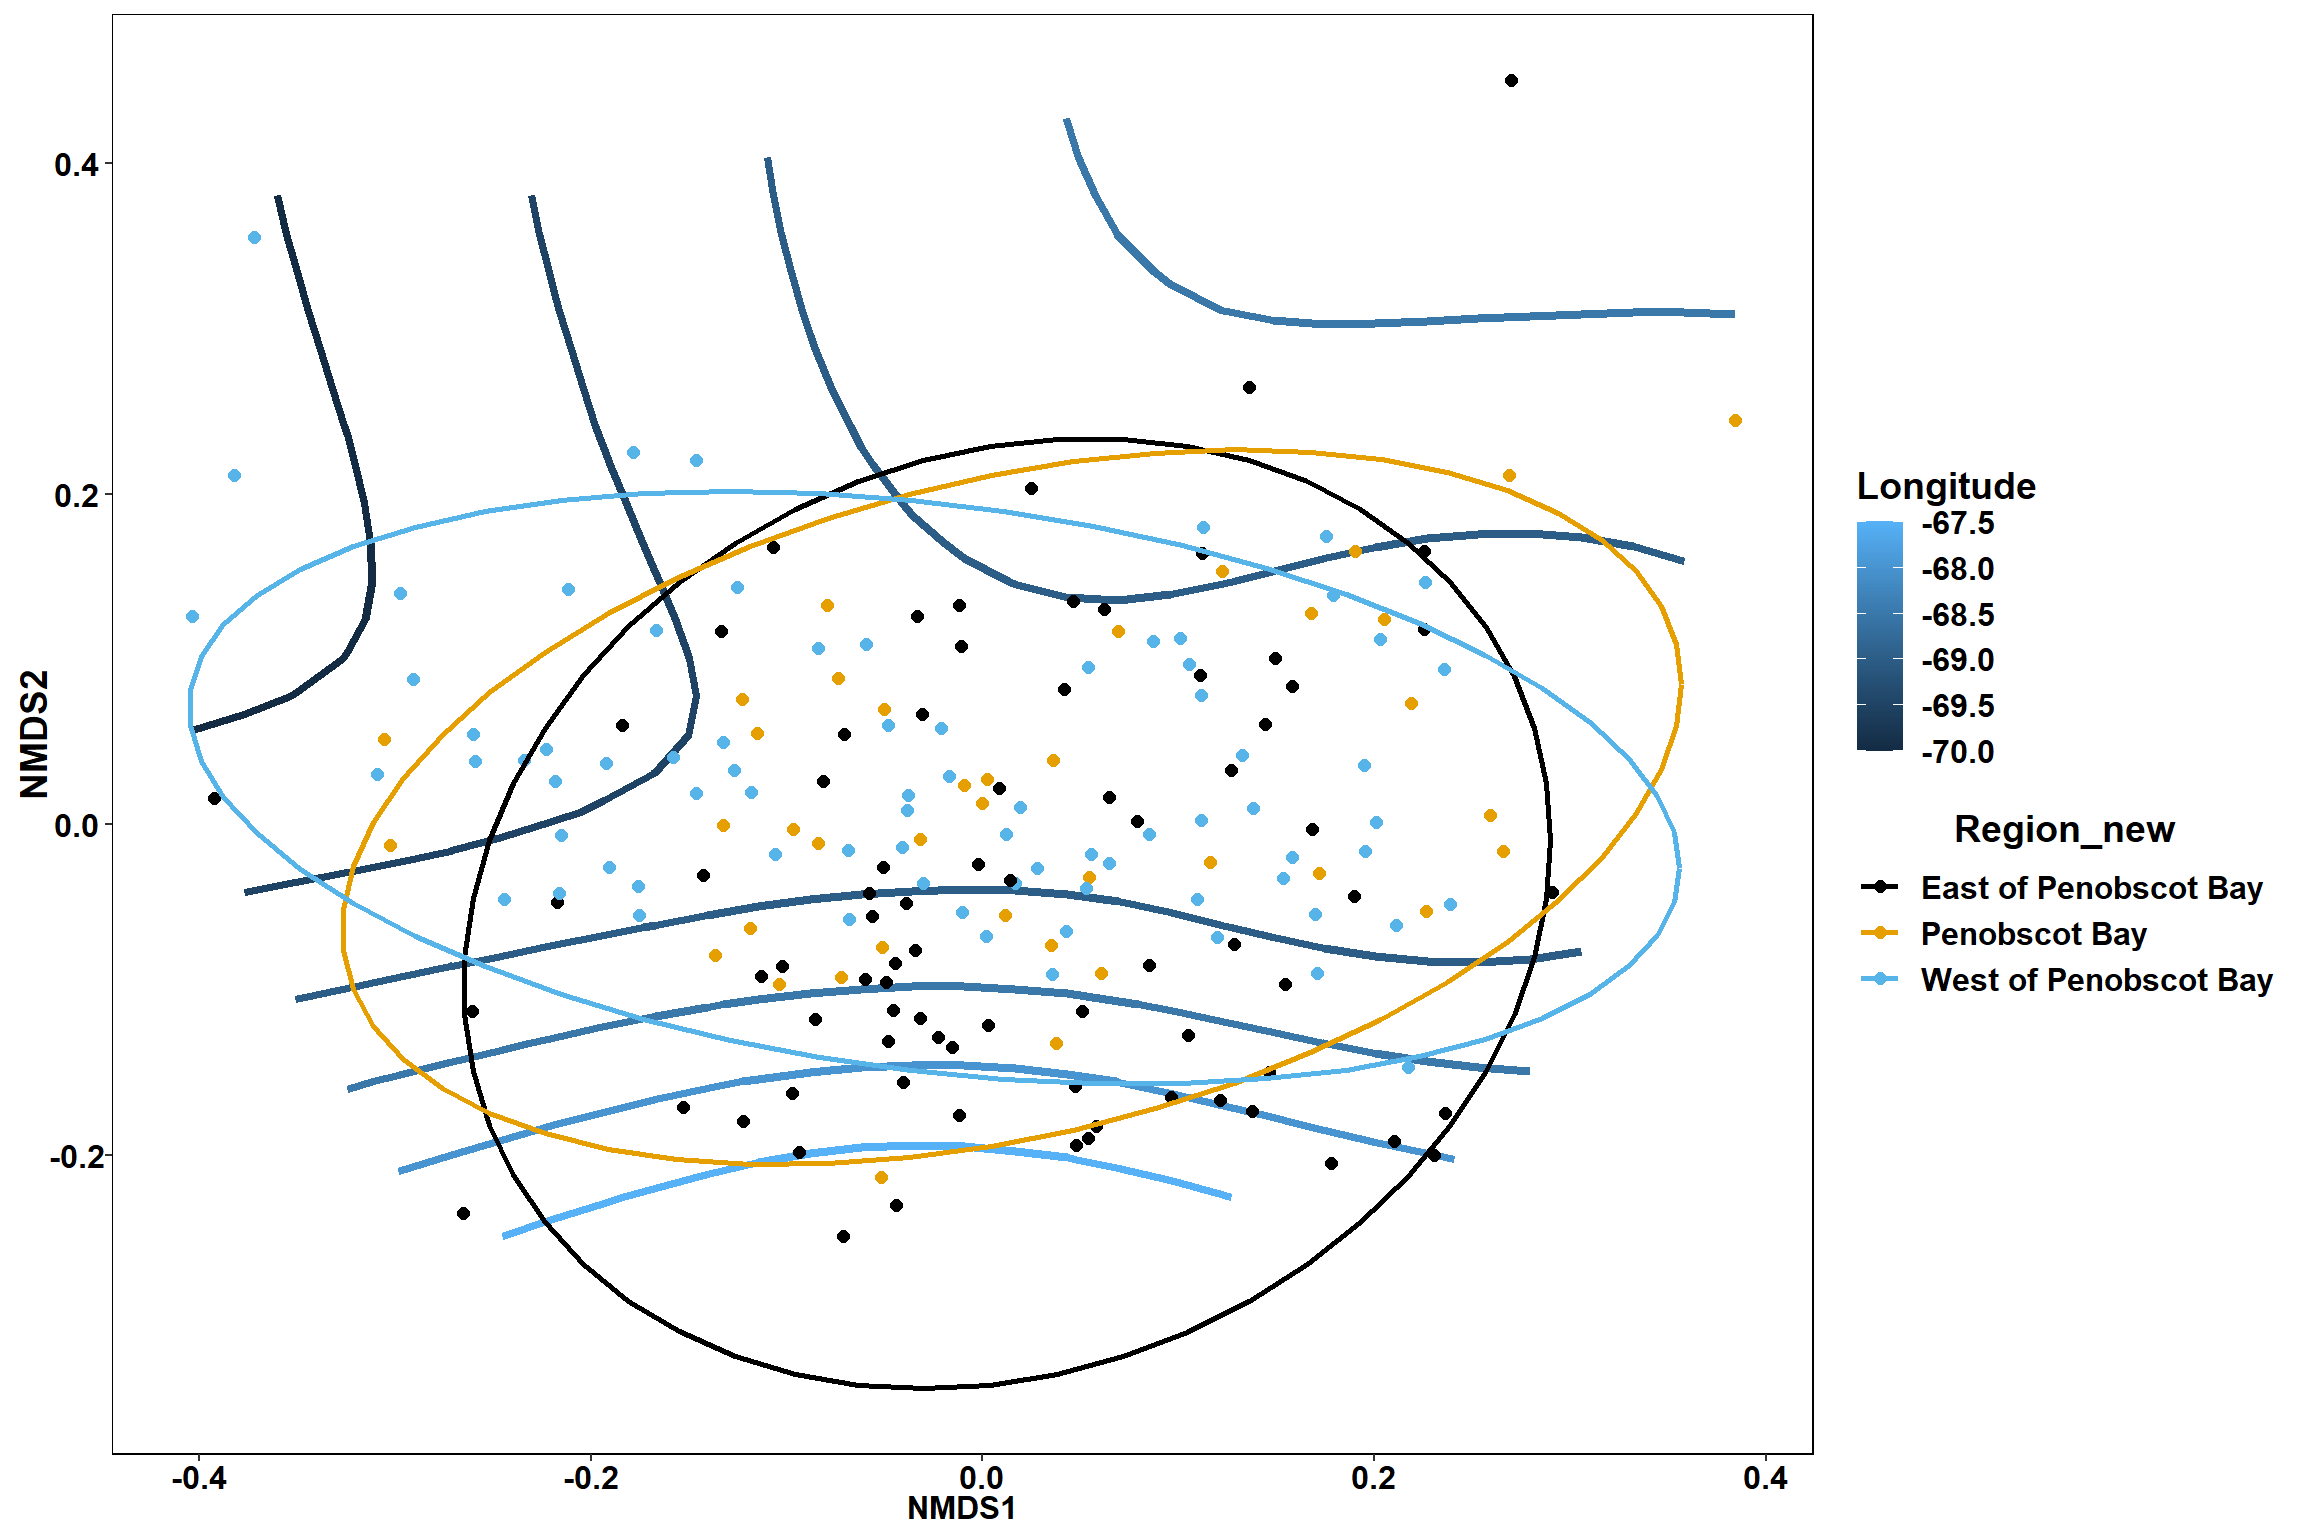 0.4
0.2
0.0
-0.2
NMDS2
-0.4
-0.2
0.0
0.2
0.4
NMDS1
Longitude
-67.5
-68.0
-68.5
-69.0
-69.5
-70.0
Region_new
East of Penobscot Bay
Penobscot Bay
West of Penobscot Bay